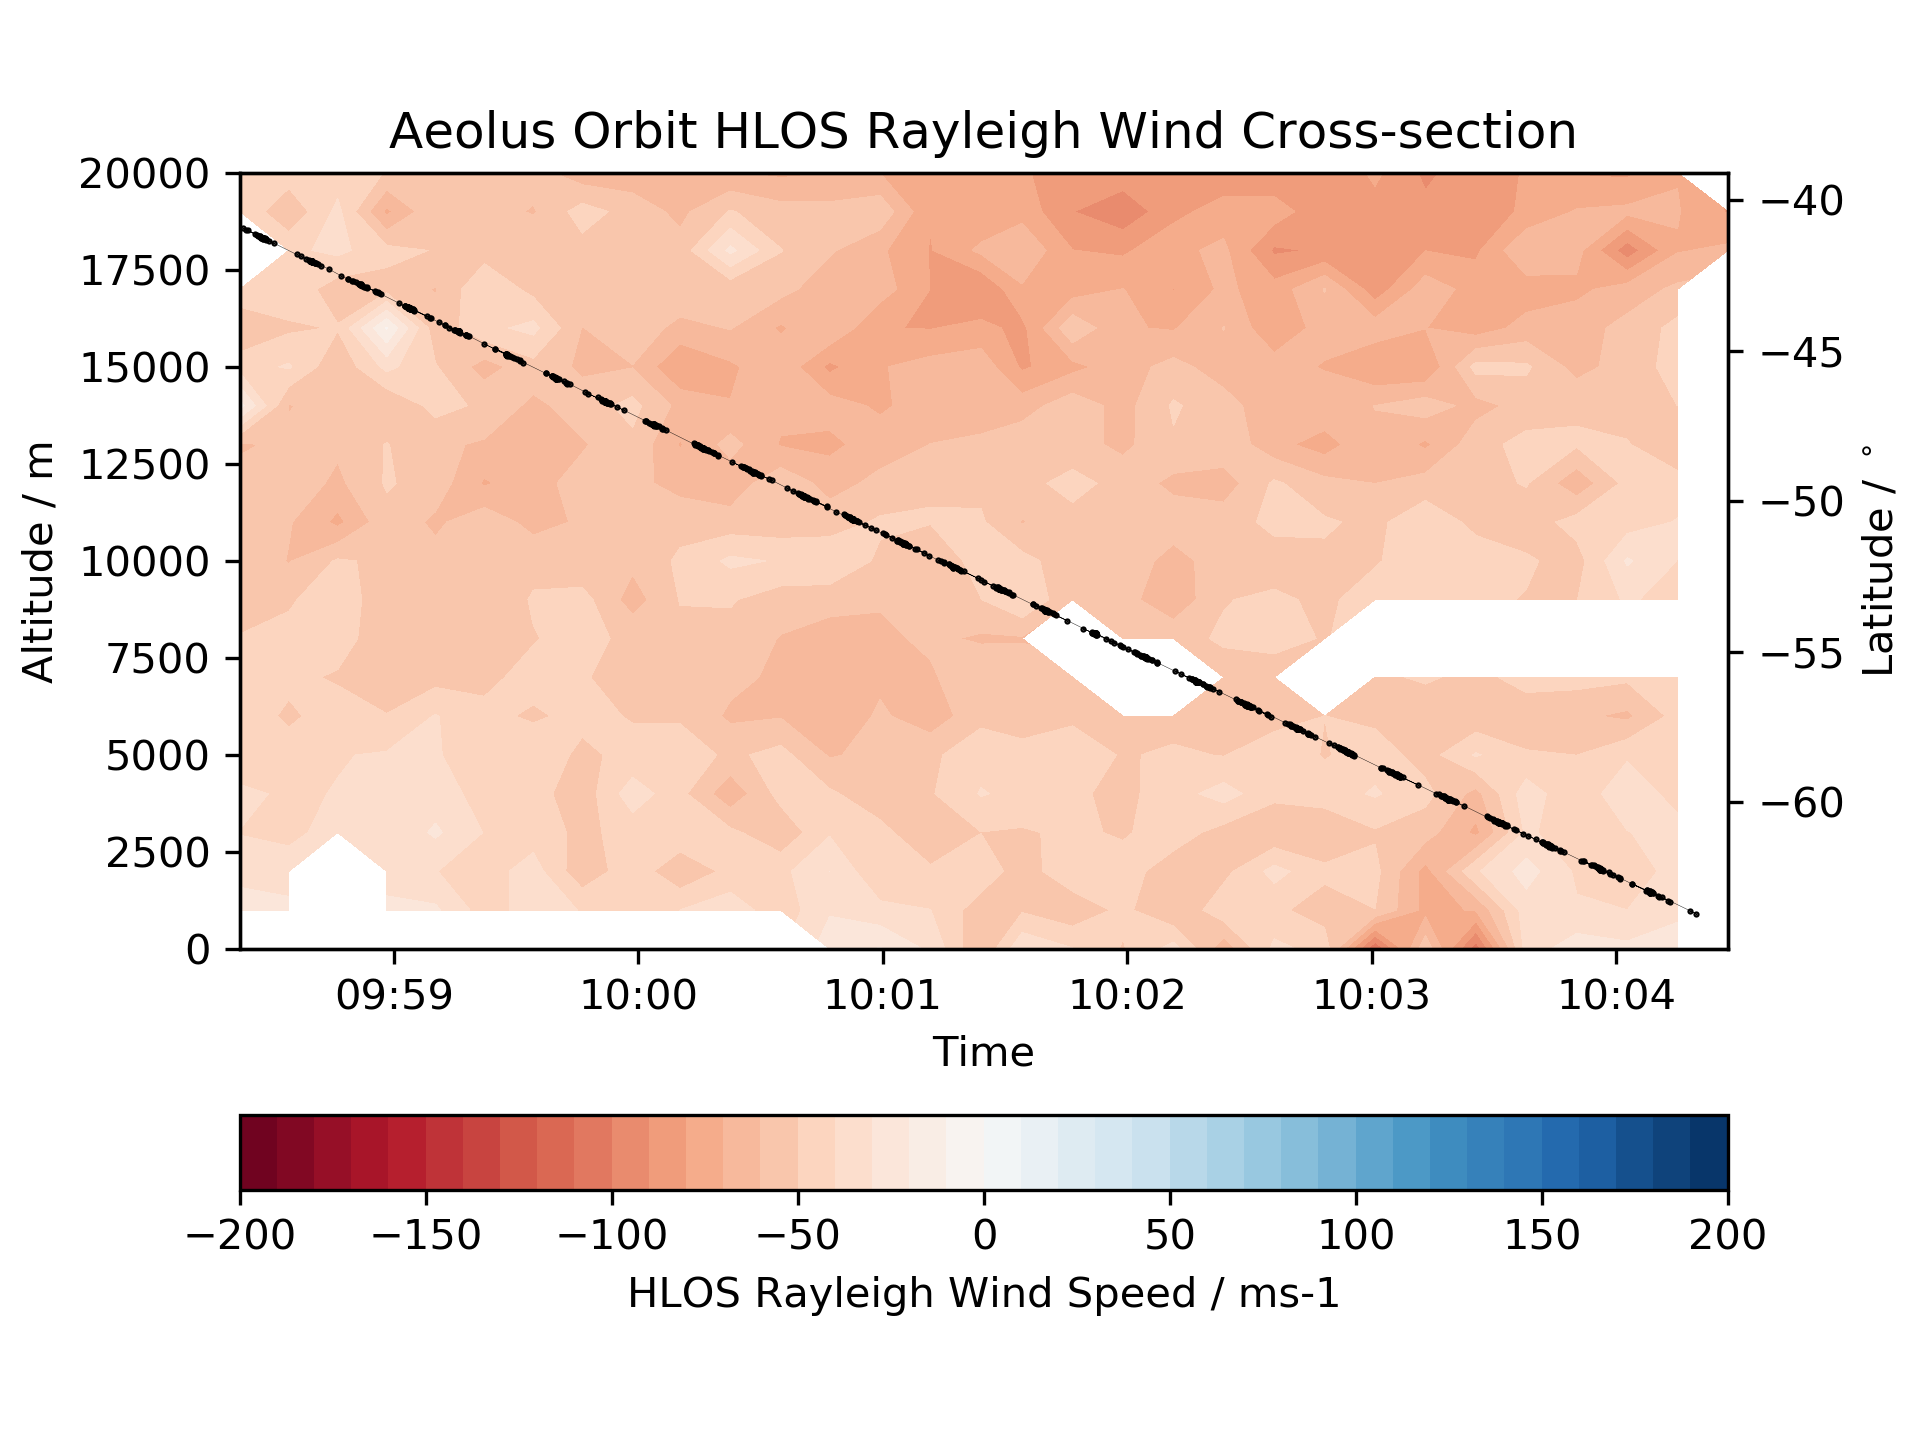 Aeolus Orbit HLOS Rayleigh Wind Cross-section
20000
17500
15000
12500
10000
7500
5000
2500
0
Altitude / m
−40
−45
−50
−55
−60
Latitude / °
09:59 10:00 10:01 10:02 10:03 10:04
Time
−200 −150 −100 −50 0 50 100 150 200
HLOS Rayleigh Wind Speed / ms-1